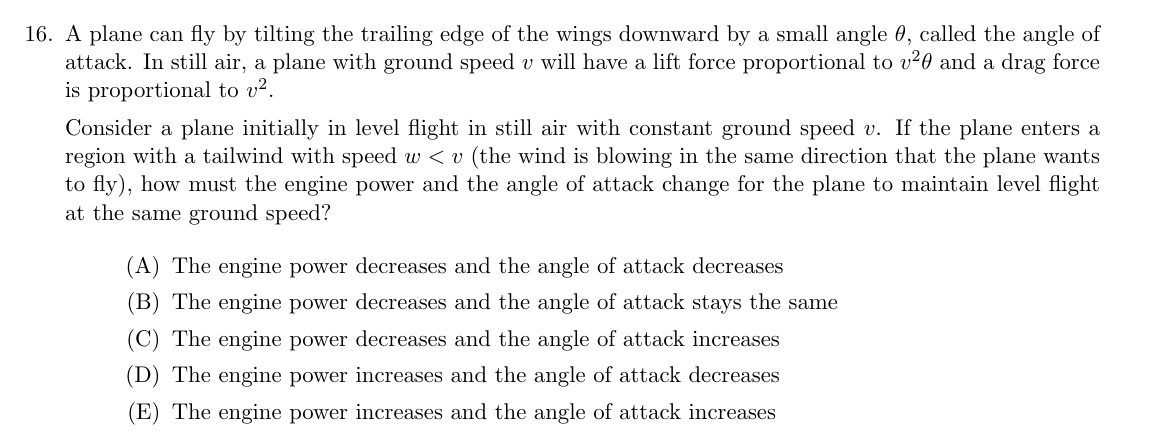 16. A plane can fly by tilting the trailing edge of the wings downward by a small angle θ, called the angle of
attack. In still air, a plane with ground speed v will have a lift force proportional to v²θ and a drag force
is proportional to v².
Consider a plane initially in level flight in still air with constant ground speed v. If the plane enters a
region with a tailwind with speed w < v (the wind is blowing in the same direction that the plane wants
to fly), how must the engine power and the angle of attack change for the plane to maintain level flight
at the same ground speed?
(A) The engine power decreases and the angle of attack decreases
(B) The engine power decreases and the angle of attack stays the same
(C) The engine power decreases and the angle of attack increases
(D) The engine power increases and the angle of attack decreases
(E) The engine power increases and the angle of attack increases